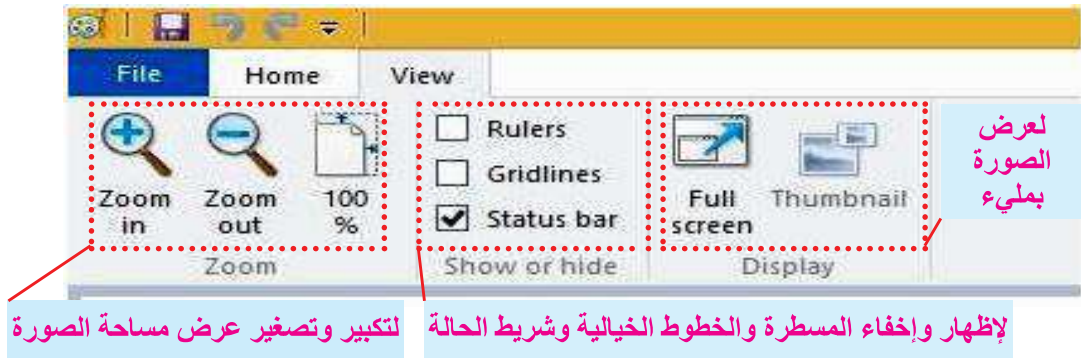 File Home View
Rulers
Gridlines
Status bar
Zoom in
Zoom out
100 %
Full screen
Thumbnail
Zoom
Show or hide
Display
لعرض
الصورة
بمليء
لتكبير وتصغير عرض مساحة الصورة
لإظهار وإخفاء المسطرة والخطوط الخيالية وشريط الحالة